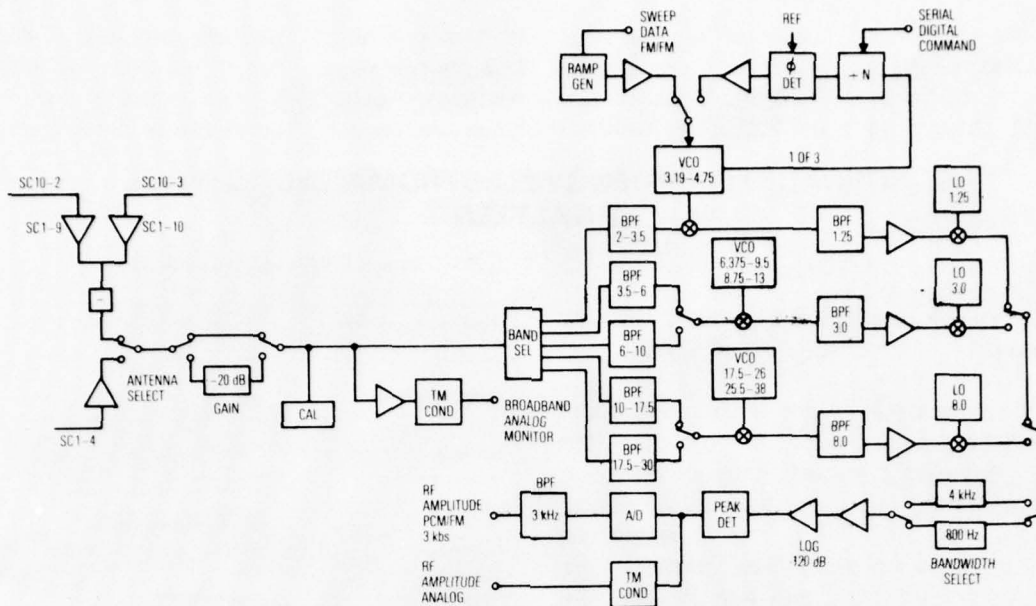 SWEEP
DATA
FM/FM
REF
SERIAL
DIGITAL
COMMAND
RAMP
GEN
ϕ
DET
÷ N
VCO
3.19-4.75
1 OF 3
SC10-2
SC10-3
SC1-9
SC1-10
-
ANTENNA
SELECT
-20 dB
GAIN
SC1-4
CAL
TM
COND
BROADBAND
ANALOG
MONITOR
BAND
SEL
BPF
2-3.5
BPF
3.5-6
BPF
6-10
BPF
10-17.5
BPF
17.5-30
VCO
6.375-9.5
8.75-13
VCO
17.5-26
25.5-38
BPF
1.25
BPF
3.0
BPF
8.0
LO
1.25
LO
3.0
LO
8.0
4 kHz
800 Hz
BANDWIDTH
SELECT
LOG
120 dB
PEAK
DET
A/D
BPF
3 kHz
RF
AMPLITUDE
PCM/FM
3 kbs
TM
COND
RF
AMPLITUDE
ANALOG